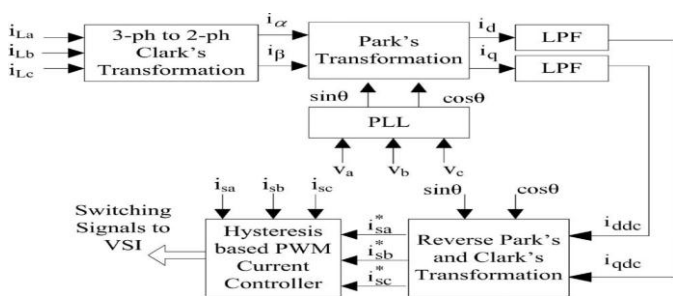 i_La
i_Lb
i_Lc
3-ph to 2-ph
Clark's
Transformation
iα
iβ
Park's
Transformation
i_d
i_q
LPF
LPF
sinθ
cosθ
PLL
v_a
v_b
v_c
i_sa
i_sb
i_sc
sinθ
cosθ
Switching
Signals to
VSI
Hysteresis
based PWM
Current
Controller
i*_sa
i*_sb
i*_sc
Reverse Park's
and Clark's
Transformation
i_ddc
i_qdc